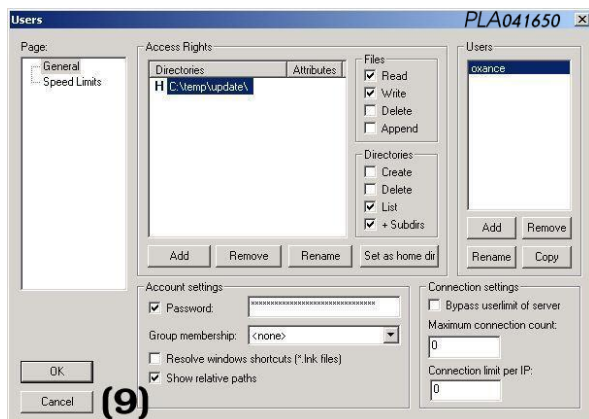 Users
PLA041650
Page:
General
Speed Limits
Access Rights
Directories Attributes
H C:\temp\update\
Files
Read
Write
Delete
Append
Directories
Create
Delete
List
+ Subdirs
Add Remove Rename Set as home dir
Users
oxance
Add Remove
Rename Copy
Account settings
Password: ********************************
Group membership: <none>
Resolve windows shortcuts (*.lnk files)
Show relative paths
Connection settings
Bypass userlimit of server
Maximum connection count:
0
Connection limit per IP:
0
OK
Cancel
(9)